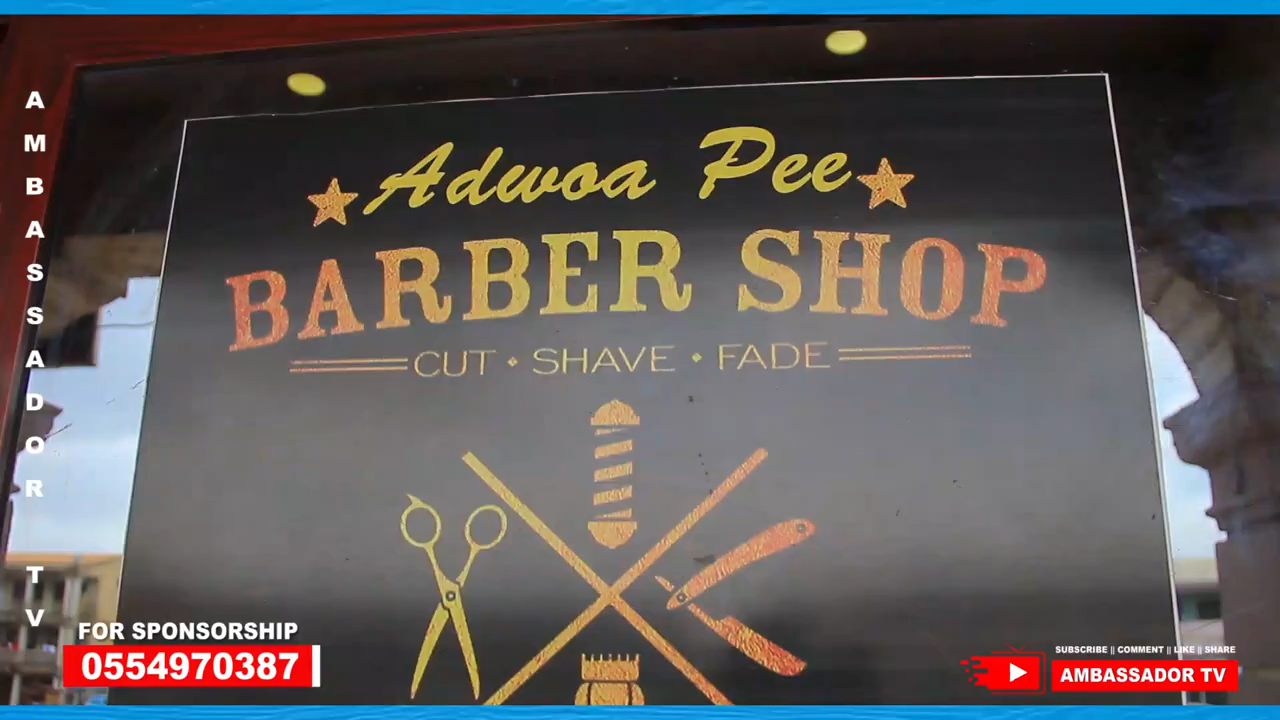 AMBASSADOR TV
Adwoa Pee
BARBER SHOP
CUT • SHAVE • FADE
FOR SPONSORSHIP
0554970387
SUBSCRIBE || COMMENT || LIKE || SHARE
AMBASSADOR TV